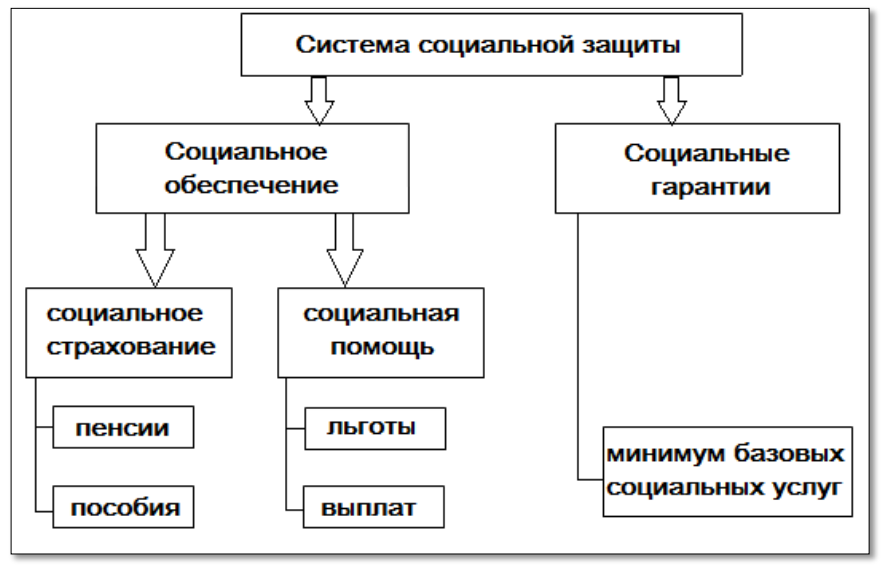 Система социальной защиты
Социальное
обеспечение
Социальные
гарантии
социальное
страхование
социальная
помощь
пенсии
льготы
минимум базовых
социальных услуг
пособия
выплат